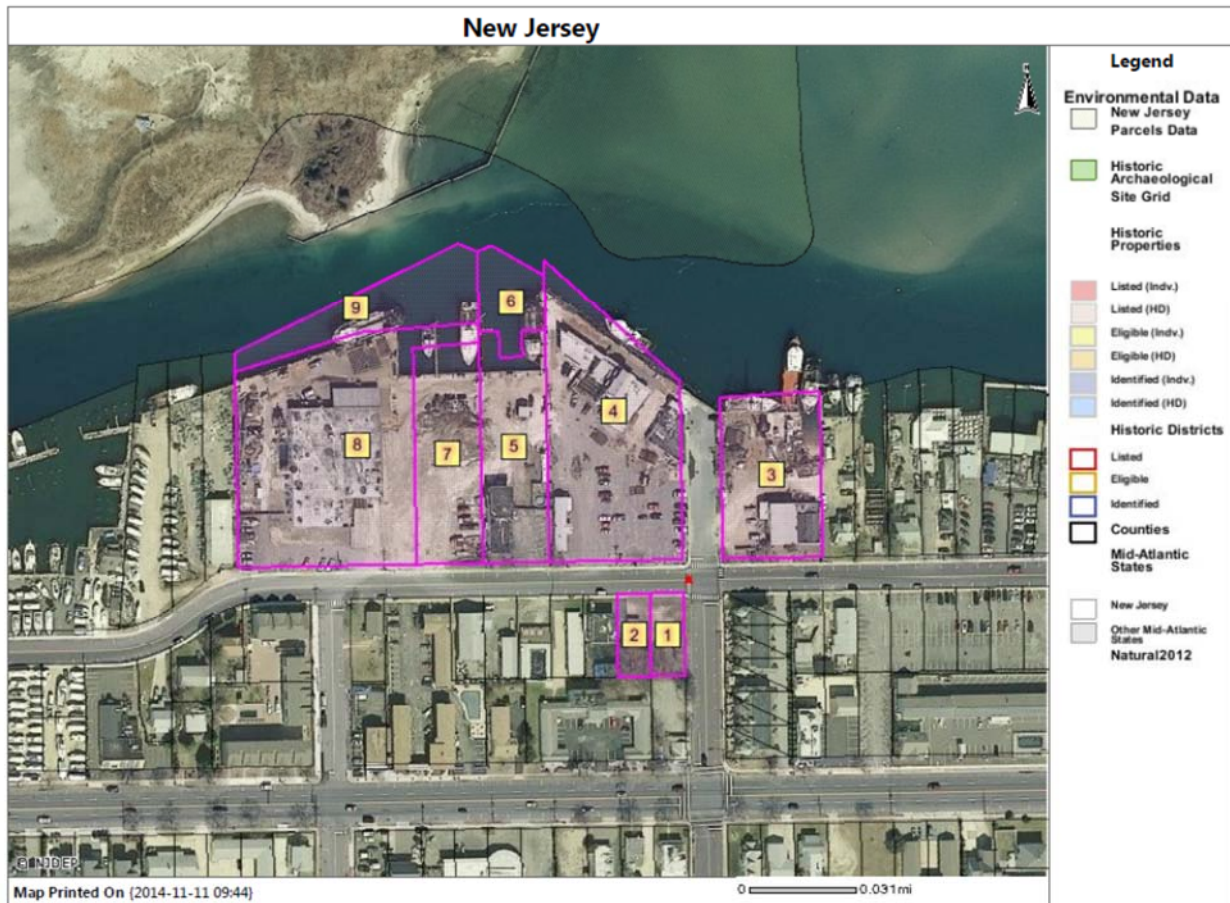 New Jersey
9
6
8
7
5
4
3
2
1
© NJDEP
Map Printed On {2014-11-11 09:44}
0 0.031mi
N
Legend
Environmental Data
New Jersey
Parcels Data
Historic
Archaeological
Site Grid
Historic
Properties
Listed (Indv.)
Listed (HD)
Eligible (Indv.)
Eligible (HD)
Identified (Indv.)
Identified (HD)
Historic Districts
Listed
Eligible
Identified
Counties
Mid-Atlantic
States
New Jersey
Other Mid-Atlantic
States
Natural2012